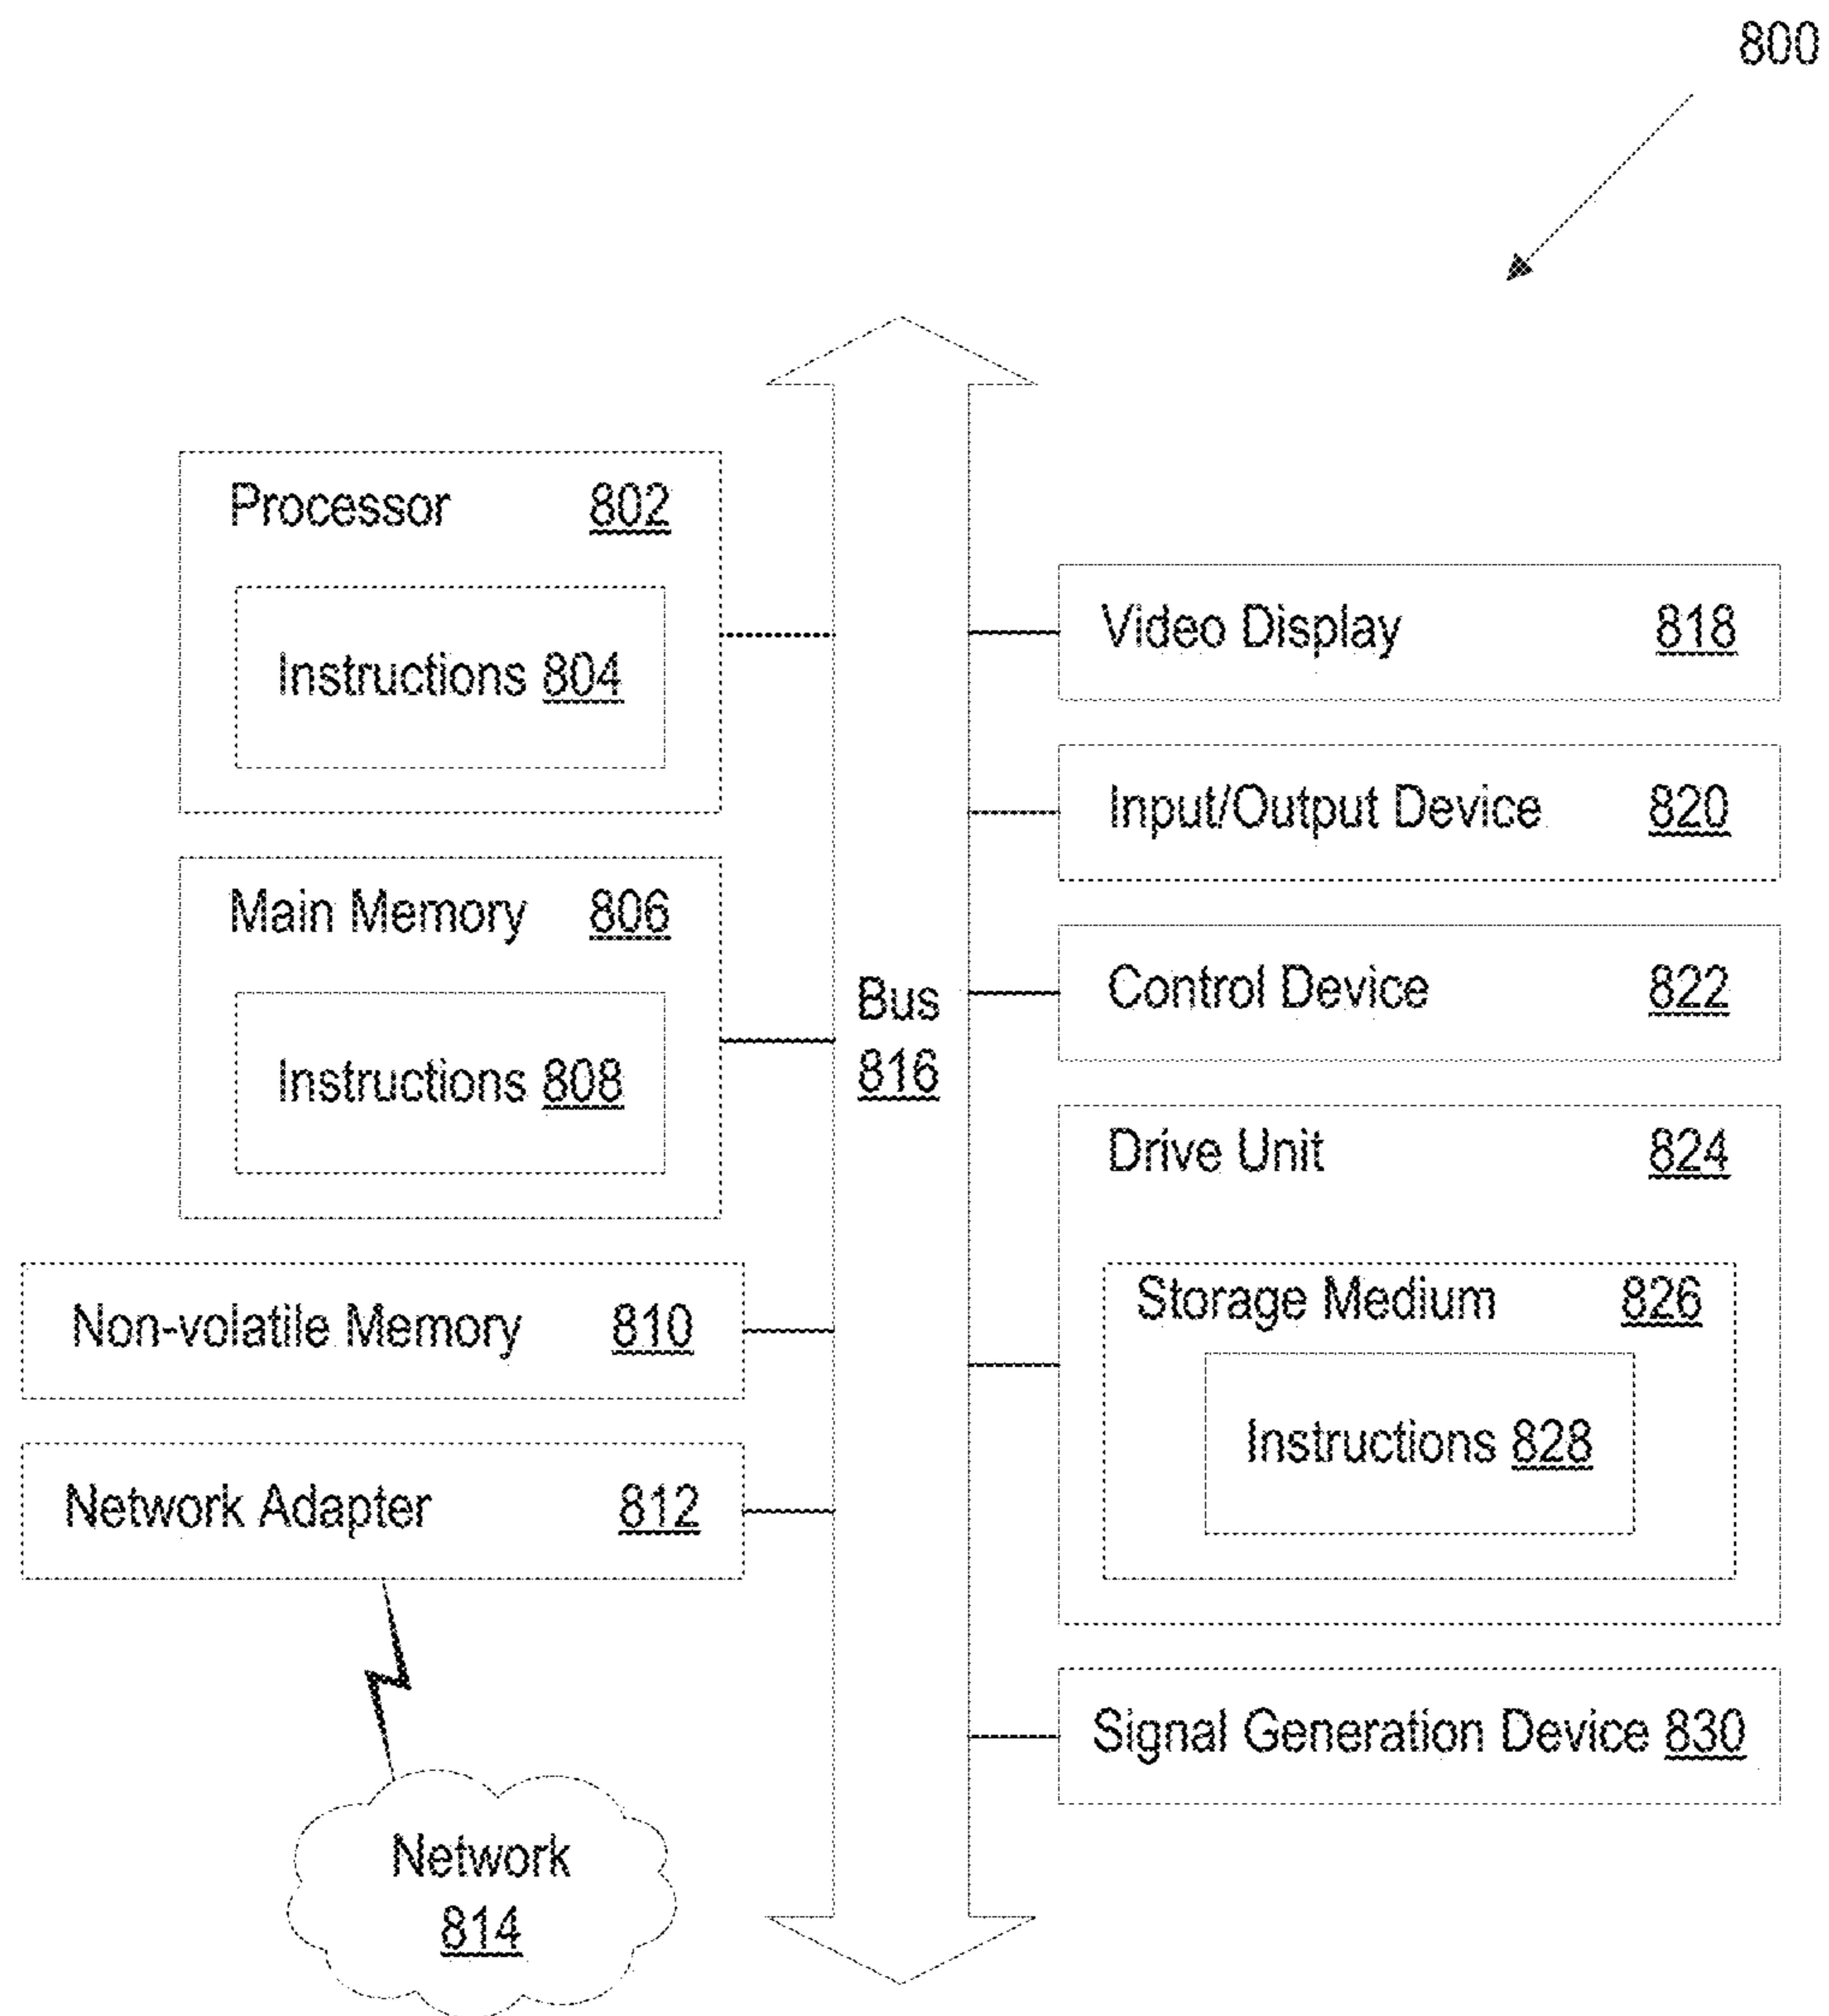 800
Processor 802
Instructions 804
Main Memory 806
Instructions 808
Non-volatile Memory 810
Network Adapter 812
Network
814
Bus
816
Video Display 818
Input/Output Device 820
Control Device 822
Drive Unit 824
Storage Medium 826
Instructions 828
Signal Generation Device 830